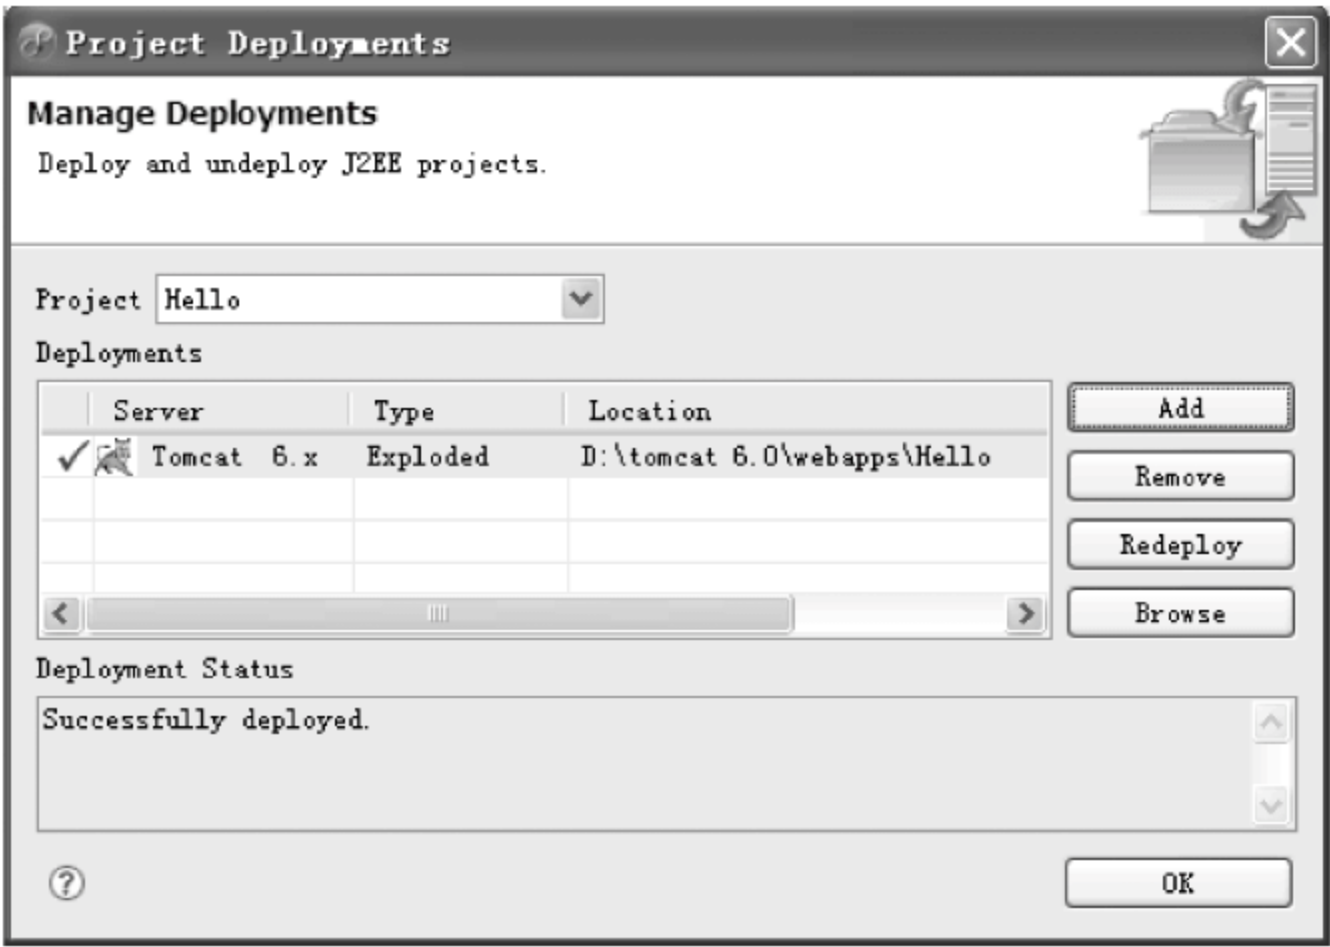 Project Deployments
Manage Deployments
Deploy and undeploy J2EE projects.
Project Hello
Deployments
Server Type Location
Tomcat 6.x Exploded D:\tomcat 6.0\webapps\Hello
Add
Remove
Redeploy
Browse
Deployment Status
Successfully deployed.
?
OK